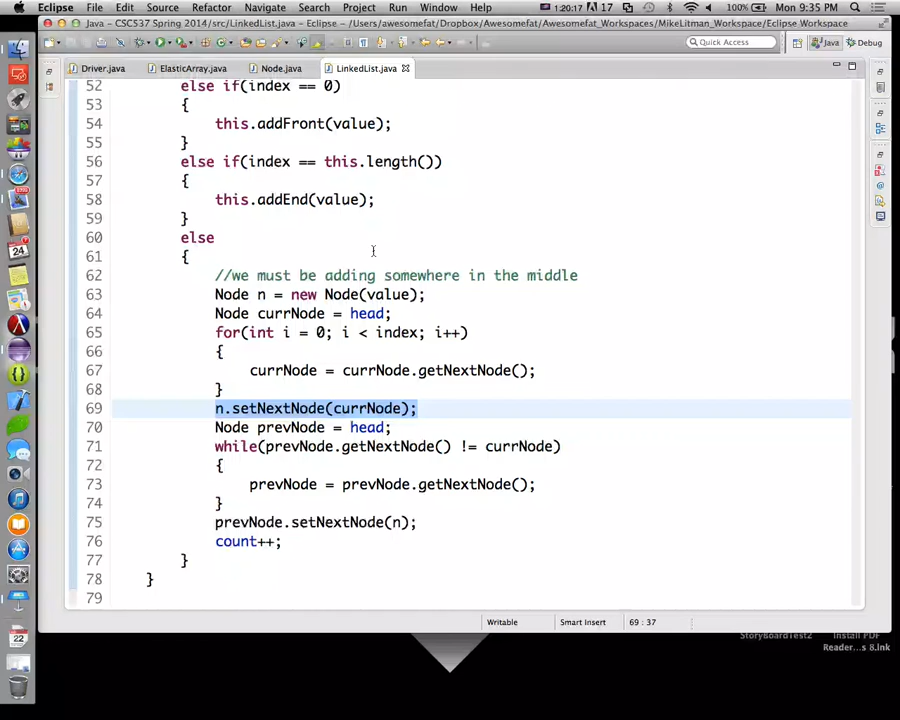 Eclipse File Edit Source Refactor Navigate Search Project Run Window Help 1:20:17 17 100% Mon 9:35 PM
Java - CSC537 Spring 2014/src/LinkedList.java - Eclipse - /Users/awesomefat/Dropbox/Awesomefat_Workspaces/MikeLitman_Workspace/Eclipse Workspace
Quick Access Java Debug
Driver.java ElasticArray.java Node.java LinkedList.java
52 else if(index == 0)
53 {
54 this.addFront(value);
55 }
56 else if(index == this.length())
57 {
58 this.addEnd(value);
59 }
60 else
61 {
62 //we must be adding somewhere in the middle
63 Node n = new Node(value);
64 Node currNode = head;
65 for(int i = 0; i < index; i++)
66 {
67 currNode = currNode.getNextNode();
68 }
69 n.setNextNode(currNode);
70 Node prevNode = head;
71 while(prevNode.getNextNode() != currNode)
72 {
73 prevNode = prevNode.getNextNode();
74 }
75 prevNode.setNextNode(n);
76 count++;
77 }
78 }
79
Writable Smart Insert 69 : 37
StoryBoardTest2 Install PDF
Reader...s 8.lnk
24
22